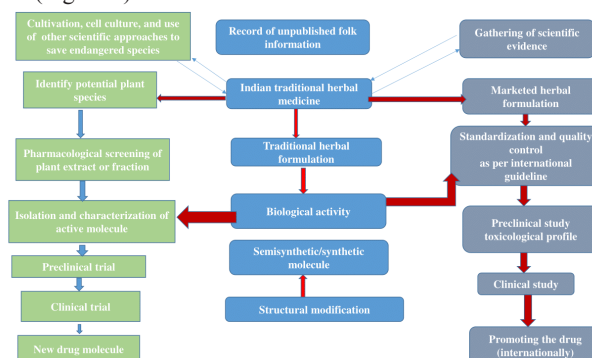 Cultivation, cell culture, and use
of other scientific approaches to
save endangered species
Record of unpublished folk
information
Gathering of scientific
evidence
Identify potential plant
species
Indian traditional herbal
medicine
Marketed herbal
formulation
Pharmacological screening of
plant extract or fraction
Traditional herbal
formulation
Standardization and quality
control
as per international
guideline
Isolation and characterization of
active molecule
Biological activity
Preclinical study
toxicological profile
Preclinical trial
Semisynthetic/synthetic
molecule
Clinical study
Clinical trial
Structural modification
New drug molecule
Promoting the drug
(internationally)